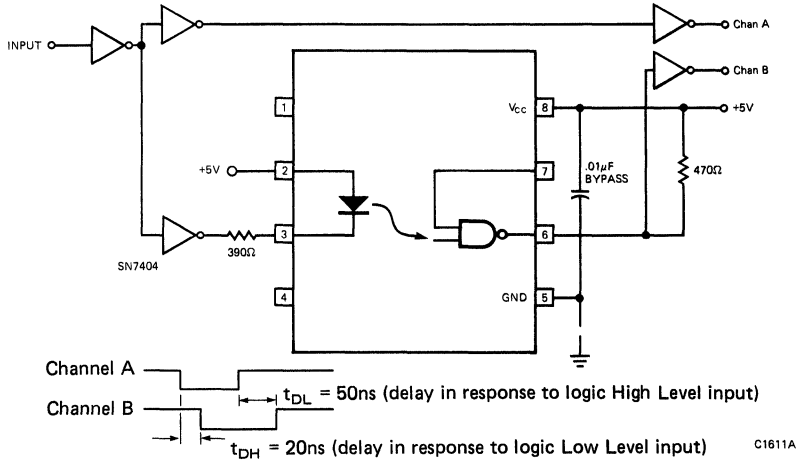 INPUT
Chan A
Chan B
1
VCC
8
+5V
+5V
2
7
.01µF
BYPASS
470Ω
3
6
SN7404
390Ω
4
GND
5
Channel A
tDL = 50ns (delay in response to logic High Level input)
Channel B
tDH = 20ns (delay in response to logic Low Level input)
C1611A